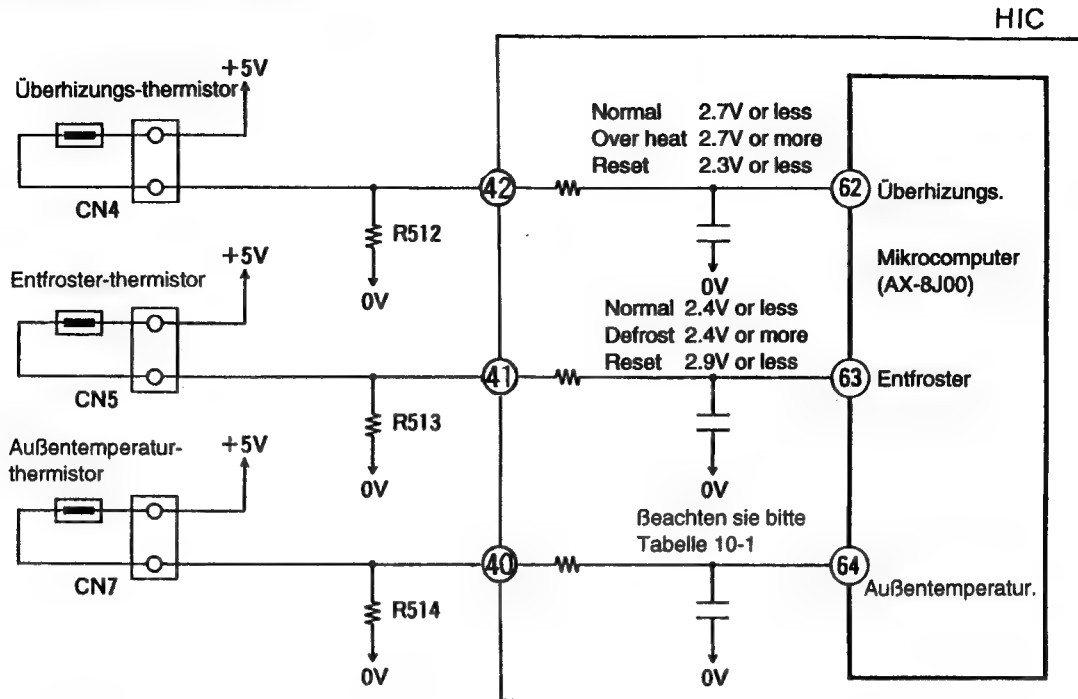 HIC
+5V
Überhizungs-thermistor
Normal 2.7V or less
Over heat 2.7V or more
Reset 2.3V or less
42
62
Überhizungs.
CN4
R512
0V
0V
Mikrocomputer
(AX-8J00)
+5V
Entfroster-thermistor
Normal 2.4V or less
Defrost 2.4V or more
Reset 2.9V or less
41
63
Entfroster
CN5
R513
0V
0V
+5V
Außentemperatur-
thermistor
Beachten sie bitte
Tabelle 10-1
40
64
Außentemperatur.
CN7
R514
0V
0V